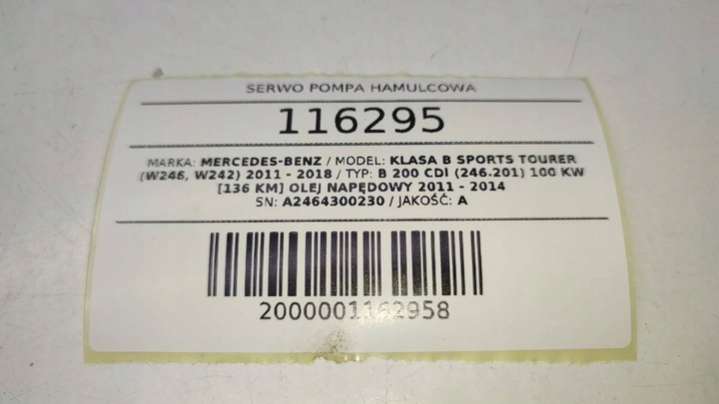 SERWO POMPA HAMULCOWA
116295
MARKA: MERCEDES-BENZ / MODEL: KLASA B SPORTS TOURER
(W246, W242) 2011 - 2018 / TYP: B 200 CDI (246.201) 100 KW
[136 KM] OLEJ NAPĘDOWY 2011 - 2014
SN: A2464300230 / JAKOŚĆ: A
2000001162958